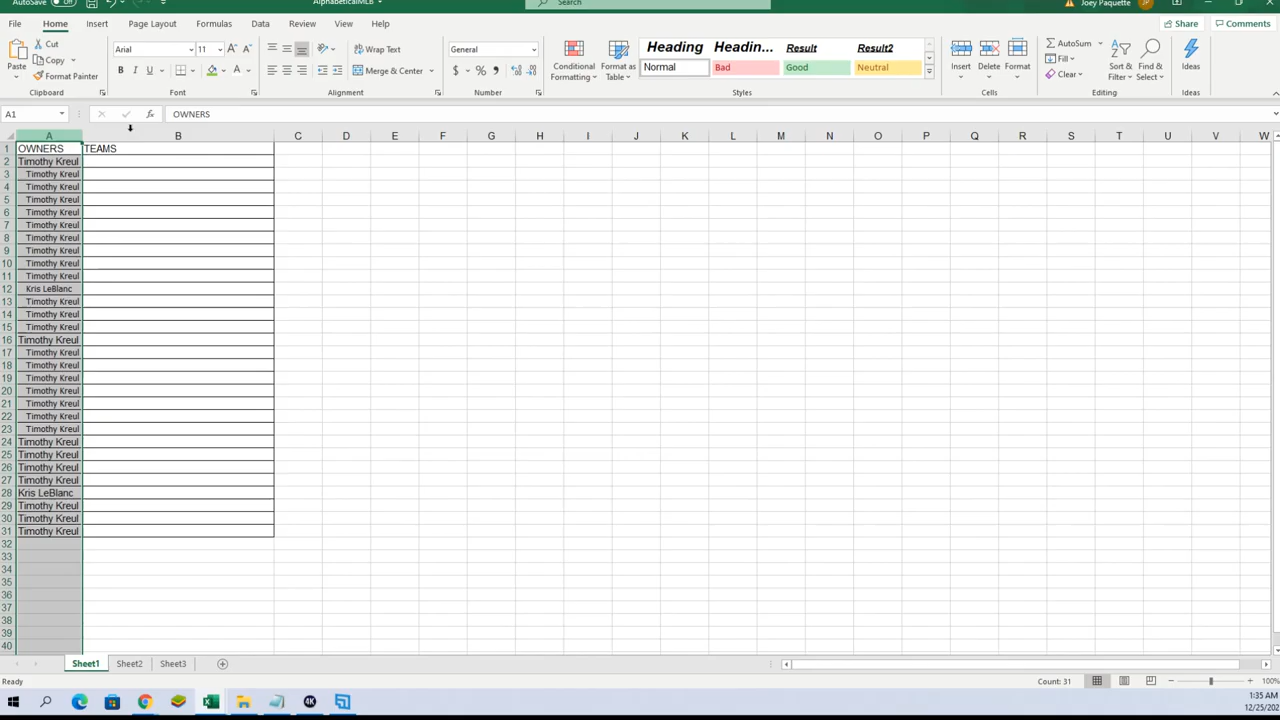 AutoSave Off AlphabeticalMLB Search Joey Paquette JP
File Home Insert Page Layout Formulas Data Review View Help Share Comments
Cut
Copy
Format Painter
Paste
Clipboard
Arial 11 A A
B I U A
Font
Wrap Text
Merge & Center
Alignment
General
$ % 9
Number
Conditional Formatting
Format as Table
Heading Headin... Result Result2
Normal Bad Good Neutral
Styles
Insert Delete Format
Cells
AutoSum
Fill
Clear
Sort & Filter
Find & Select
Editing
Ideas
Ideas
A1 fx OWNERS
A B C D E F G H I J K L M N O P Q R S T U V W
1 OWNERS TEAMS
2 Timothy Kreul
3 Timothy Kreul
4 Timothy Kreul
5 Timothy Kreul
6 Timothy Kreul
7 Timothy Kreul
8 Timothy Kreul
9 Timothy Kreul
10 Timothy Kreul
11 Timothy Kreul
12 Kris LeBlanc
13 Timothy Kreul
14 Timothy Kreul
15 Timothy Kreul
16 Timothy Kreul
17 Timothy Kreul
18 Timothy Kreul
19 Timothy Kreul
20 Timothy Kreul
21 Timothy Kreul
22 Timothy Kreul
23 Timothy Kreul
24 Timothy Kreul
25 Timothy Kreul
26 Timothy Kreul
27 Timothy Kreul
28 Kris LeBlanc
29 Timothy Kreul
30 Timothy Kreul
31 Timothy Kreul
32
33
34
35
36
37
38
39
40
Sheet1 Sheet2 Sheet3
Ready Count: 31 100%
4K
1:35 AM
12/25/202